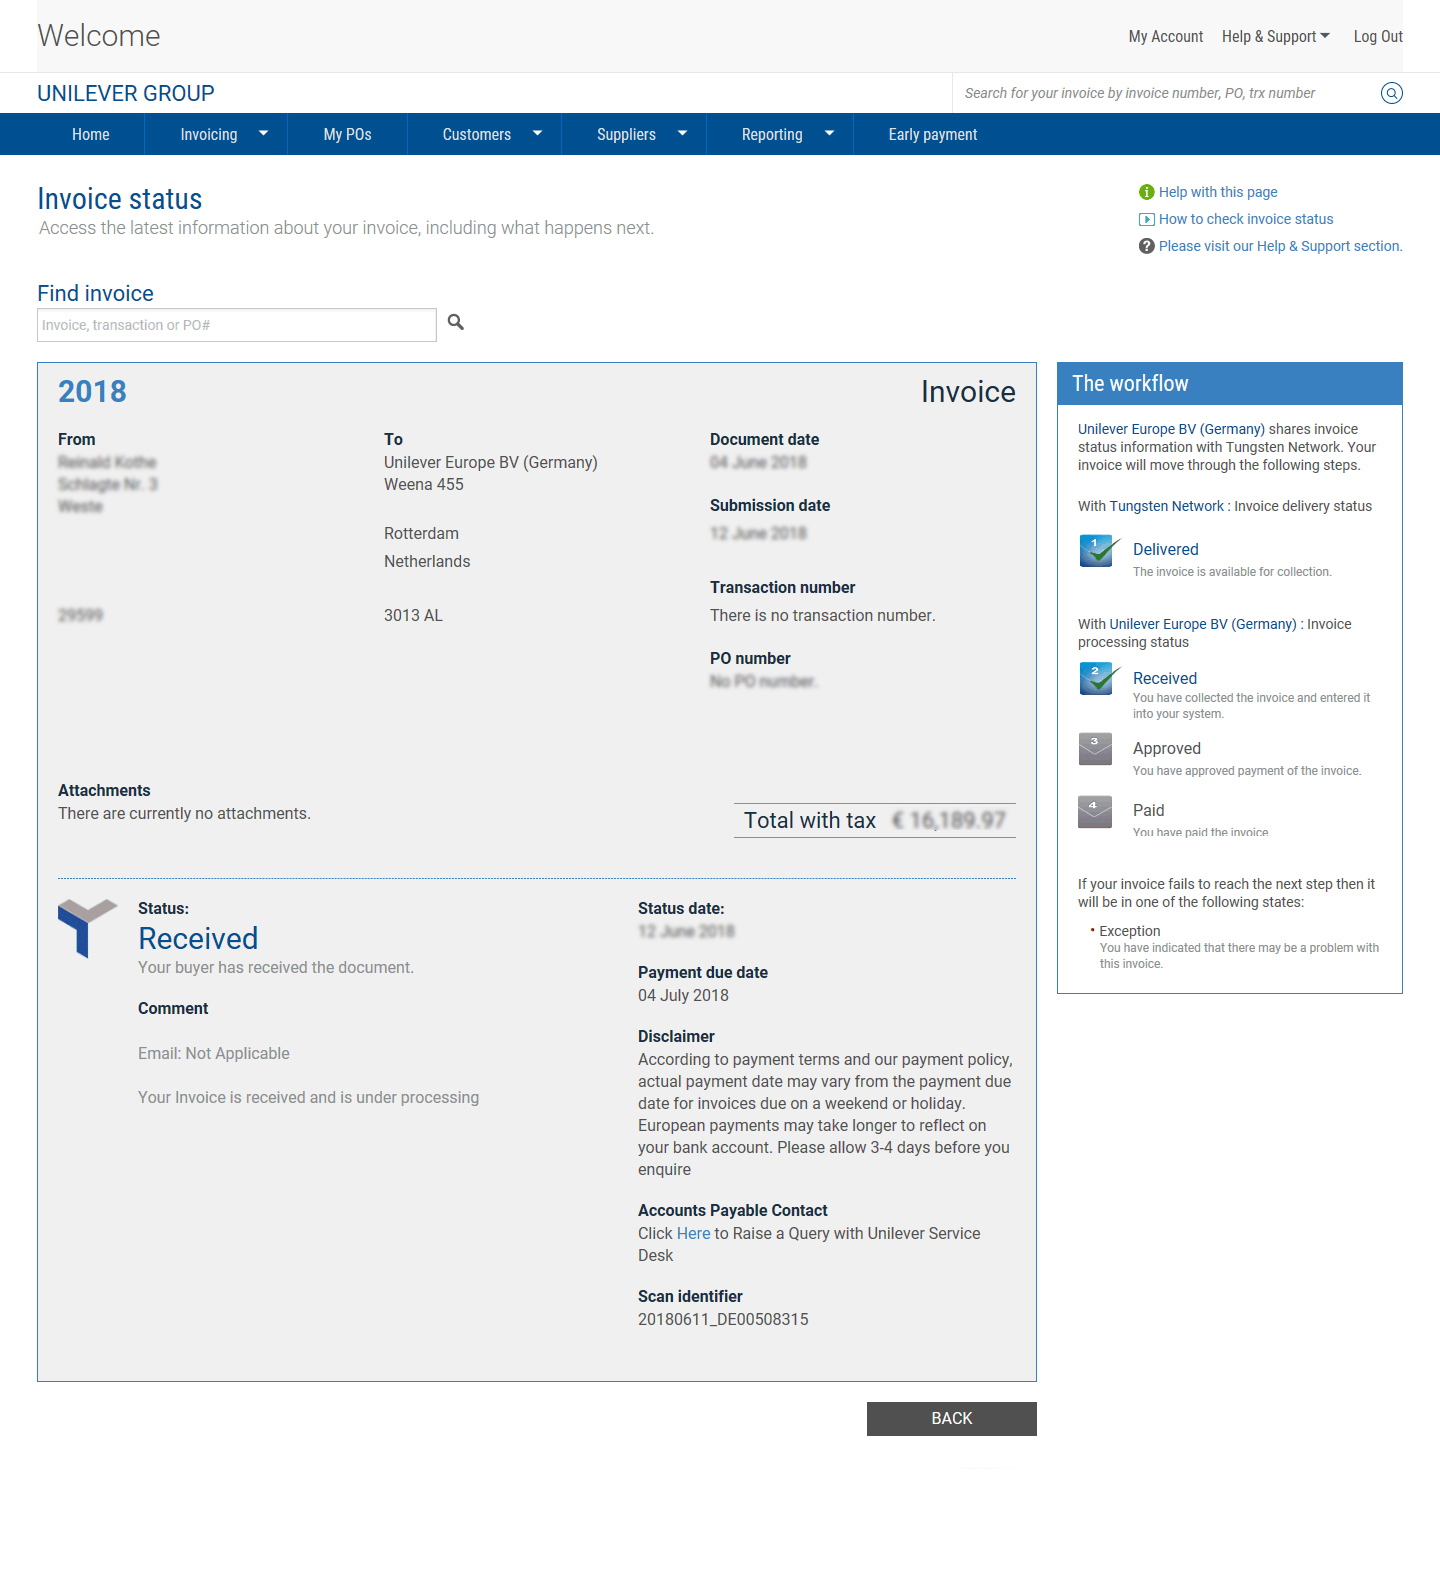 Welcome
My Account Help & Support Log Out
UNILEVER GROUP
Search for your invoice by invoice number, PO, trx number
Home Invoicing My POs Customers Suppliers Reporting Early payment
Invoice status
Access the latest information about your invoice, including what happens next.
Help with this page
How to check invoice status
Please visit our Help & Support section.
Find invoice
Invoice, transaction or PO#
2018
Invoice
From
To
Unilever Europe BV (Germany)
Weena 455
Rotterdam
Netherlands
3013 AL
Document date
Submission date
Transaction number
There is no transaction number.
PO number
Attachments
There are currently no attachments.
Total with tax
Status:
Received
Your buyer has received the document.
Comment
Email: Not Applicable
Your Invoice is received and is under processing
Status date:
Payment due date
04 July 2018
Disclaimer
According to payment terms and our payment policy,
actual payment date may vary from the payment due
date for invoices due on a weekend or holiday.
European payments may take longer to reflect on
your bank account. Please allow 3-4 days before you
enquire
Accounts Payable Contact
Click Here to Raise a Query with Unilever Service
Desk
Scan identifier
20180611_DE00508315
BACK
The workflow
Unilever Europe BV (Germany) shares invoice
status information with Tungsten Network. Your
invoice will move through the following steps.
With Tungsten Network : Invoice delivery status
1
Delivered
The invoice is available for collection.
With Unilever Europe BV (Germany) : Invoice
processing status
2
Received
You have collected the invoice and entered it
into your system.
3
Approved
You have approved payment of the invoice.
4
Paid
You have paid the invoice
If your invoice fails to reach the next step then it
will be in one of the following states:
• Exception
You have indicated that there may be a problem with
this invoice.